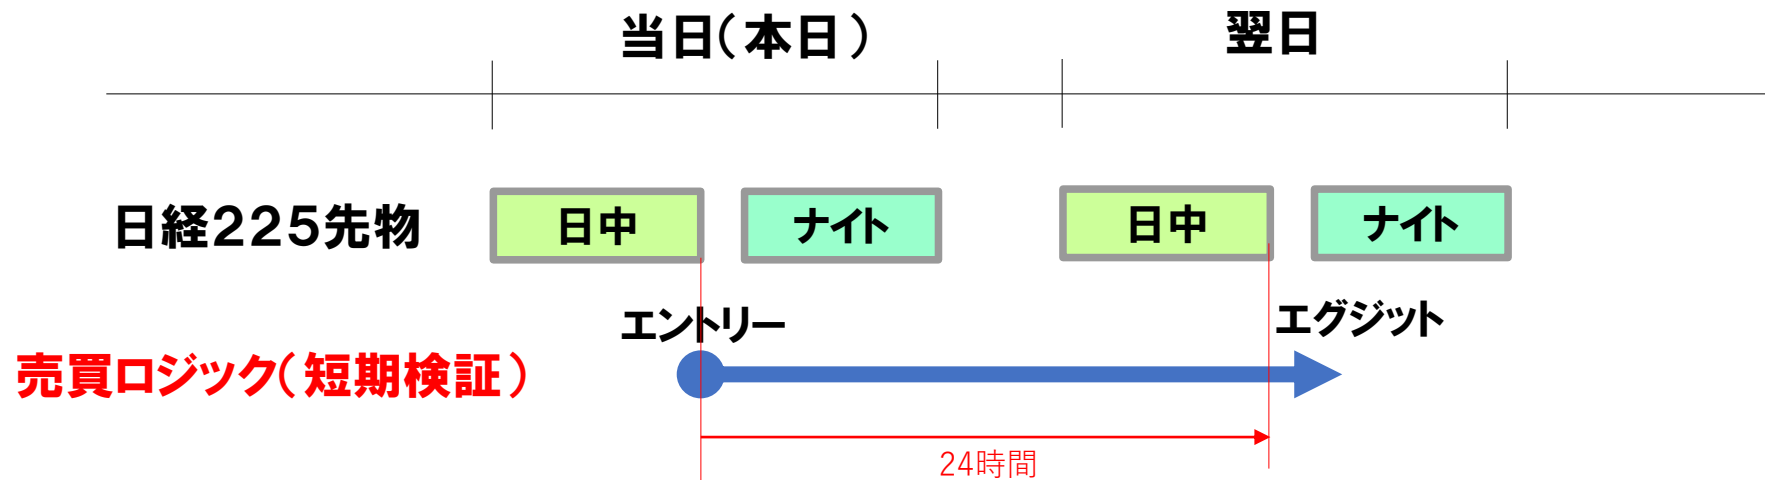 当日(本日)
翌日
日経225先物
日中
ナイト
日中
ナイト
エントリー
エグジット
売買ロジック(短期検証)
24時間